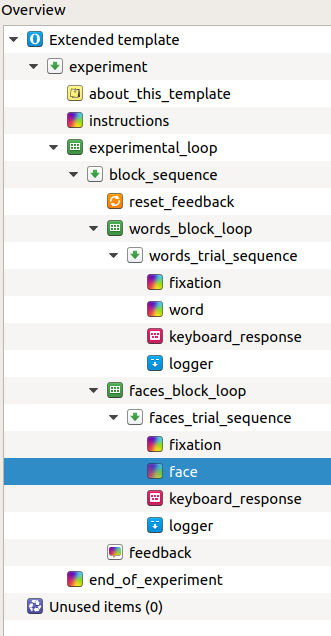 Overview
Extended template
experiment
about_this_template
instructions
experimental_loop
block_sequence
reset_feedback
words_block_loop
words_trial_sequence
fixation
word
keyboard_response
logger
faces_block_loop
faces_trial_sequence
fixation
face
keyboard_response
logger
feedback
end_of_experiment
Unused items (0)